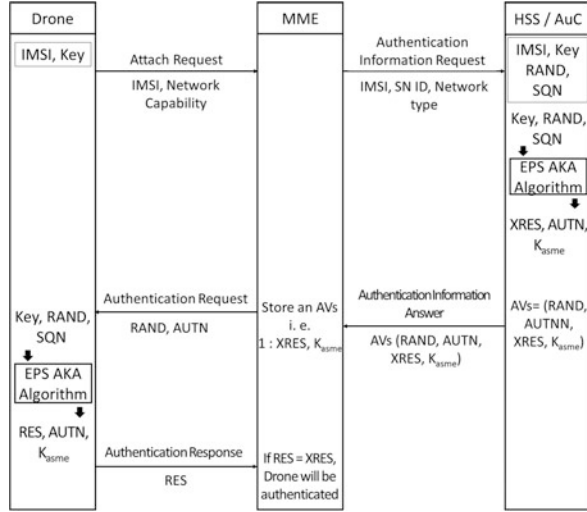 Drone
MME
HSS / AuC
IMSI, Key
Attach Request
IMSI, Network
Capability
Authentication
Information Request
IMSI, SN ID, Network
type
IMSI, Key
RAND,
SQN
Key, RAND,
SQN
EPS AKA
Algorithm
XRES, AUTN,
Kasme
Authentication Information
Answer
AVs (RAND, AUTN,
XRES, Kasme)
AVs= (RAND,
AUTNN,
XRES, Kasme)
Store an AVs
i. e.
1 : XRES, Kasme
Authentication Request
RAND, AUTN
Key, RAND,
SQN
EPS AKA
Algorithm
RES, AUTN,
Kasme
Authentication Response
RES
If RES = XRES,
Drone will be
authenticated